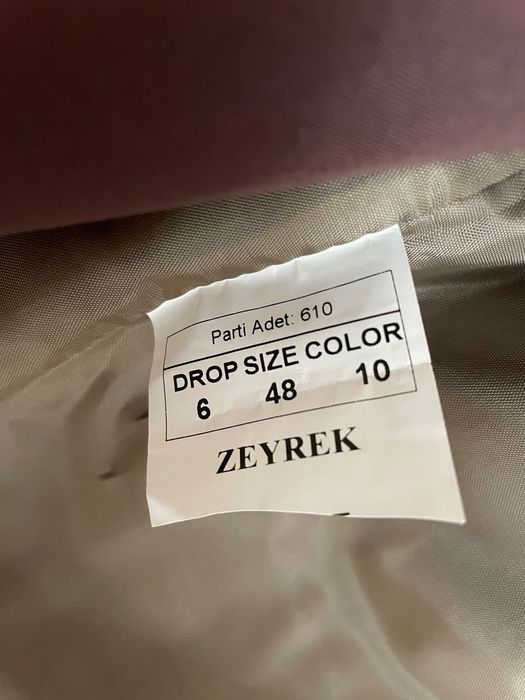 Parti Adet: 610
DROP SIZE COLOR
6 48 10
ZEYREK